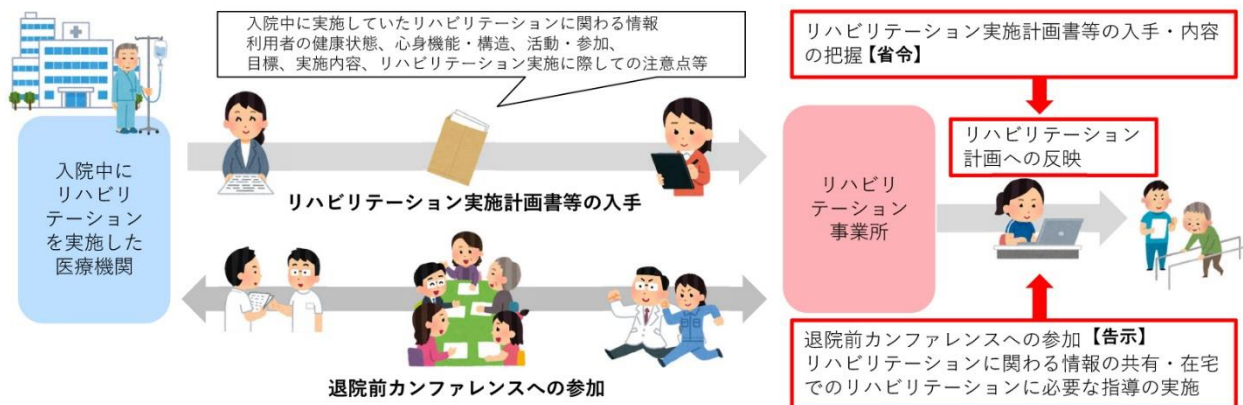 入院中に実施していたリハビリテーションに関わる情報
利用者の健康状態、心身機能・構造、活動・参加、
目標、実施内容、リハビリテーション実施に際しての注意点等
リハビリテーション実施計画書等の入手・内容
の把握【省令】
入院中に
リハビリ
テーション
を実施した
医療機関
リハビリテーション実施計画書等の入手
リハビリ
テーション
事業所
リハビリテーション
計画への反映
退院前カンファレンスへの参加
退院前カンファレンスへの参加【告示】
リハビリテーションに関わる情報の共有・在宅
でのリハビリテーションに必要な指導の実施